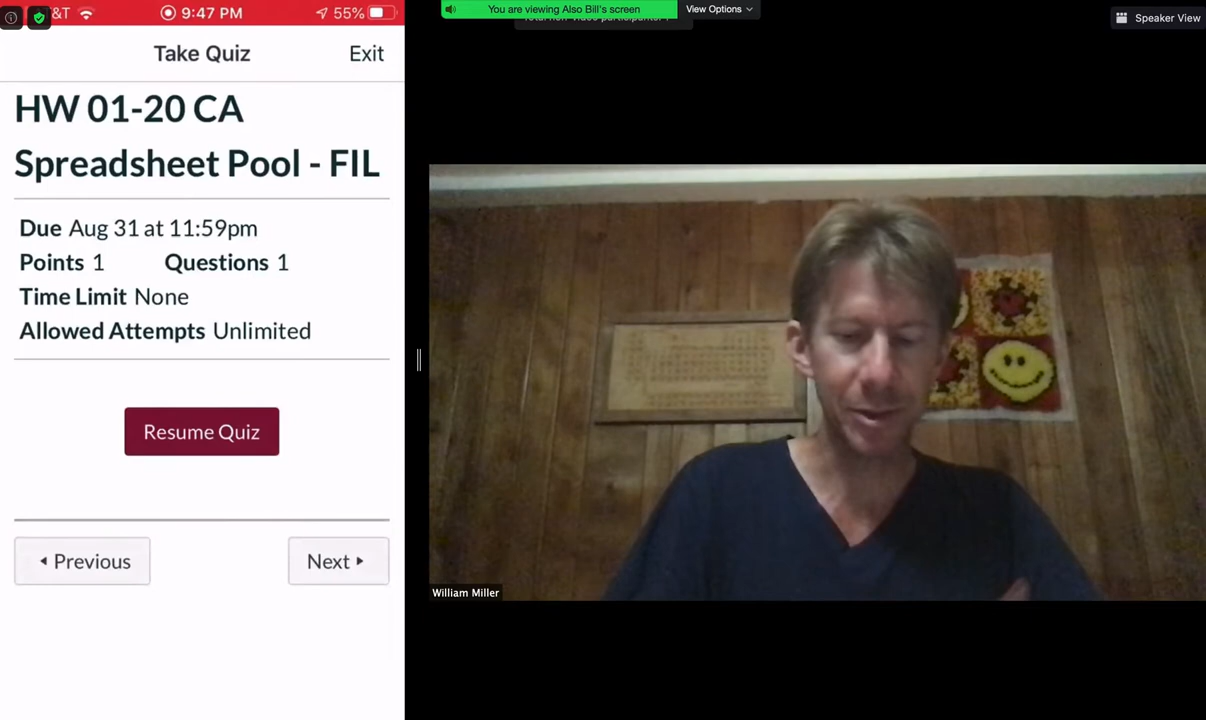 &T 9:47 PM 55%
Take Quiz Exit
HW 01-20 CA
Spreadsheet Pool - FIL
Due Aug 31 at 11:59pm
Points 1 Questions 1
Time Limit None
Allowed Attempts Unlimited
Resume Quiz
Previous
Next
You are viewing Also Bill's screen
View Options
Speaker View
William Miller